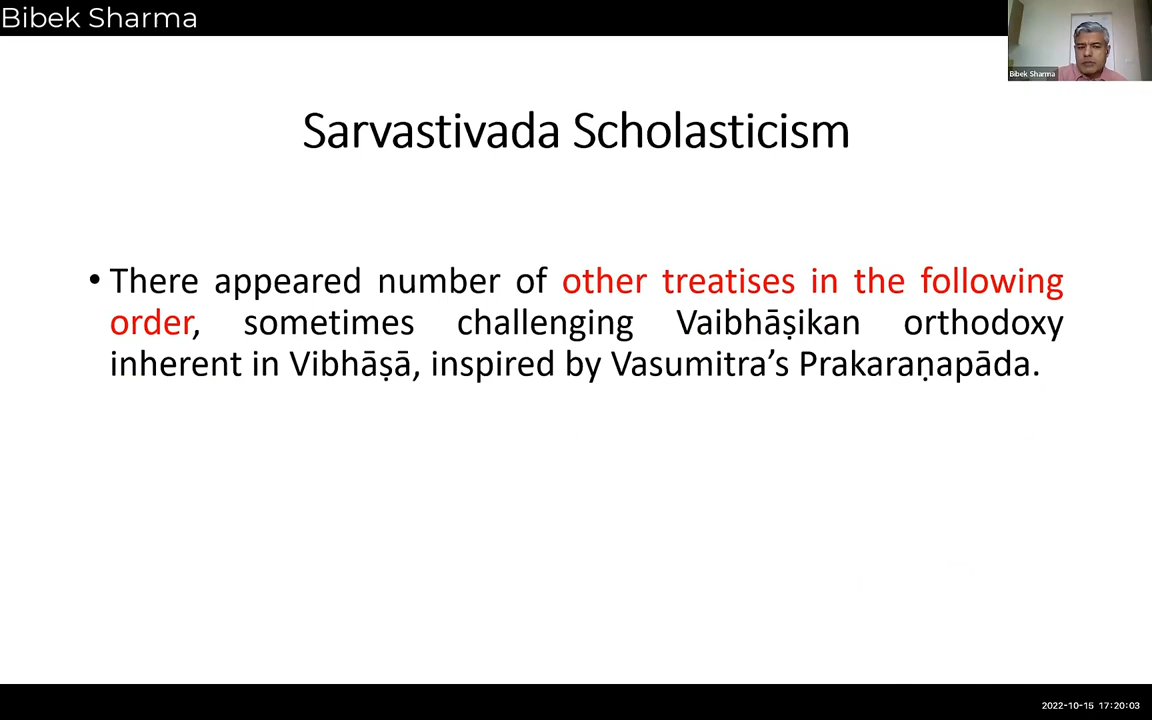 Bibek Sharma
Bibek Sharma
Sarvastivada Scholasticism
• There appeared number of other treatises in the following
order, sometimes challenging Vaibhāṣikan orthodoxy
inherent in Vibhāṣā, inspired by Vasumitra’s Prakaraṇapāda.
2022-10-15 17:20:03